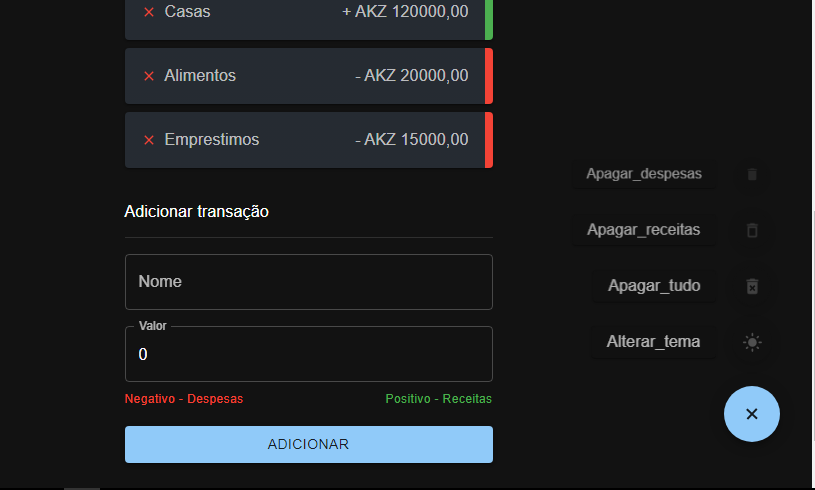 Casas + AKZ 120000,00
Alimentos - AKZ 20000,00
Emprestimos - AKZ 15000,00
Adicionar transação
Nome
Valor
0
Negativo - Despesas Positivo - Receitas
ADICIONAR
Apagar_despesas
Apagar_receitas
Apagar_tudo
Alterar_tema